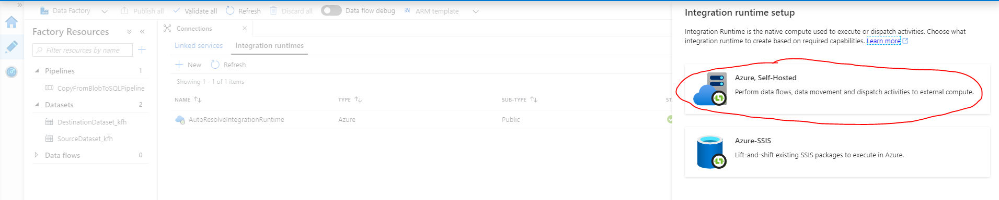 »
Data Factory
Publish all
Validate all
Refresh
Discard all
Data flow debug
ARM template
Factory Resources
«
Filter resources by name
Pipelines 1
CopyFromBlobToSQLPipeline
Datasets 2
DestinationDataset_kfh
SourceDataset_kfh
Data flows 0
Connections
Linked services
Integration runtimes
New
Refresh
Showing 1 - 1 of 1 items
NAME TYPE SUB-TYPE
AutoResolveIntegrationRuntime Azure Public
Integration runtime setup
Integration Runtime is the native compute used to execute or dispatch activities. Choose what
integration runtime to create based on required capabilities. Learn more
Azure, Self-Hosted
Perform data flows, data movement and dispatch activities to external compute.
Azure-SSIS
Lift-and-shift existing SSIS packages to execute in Azure.